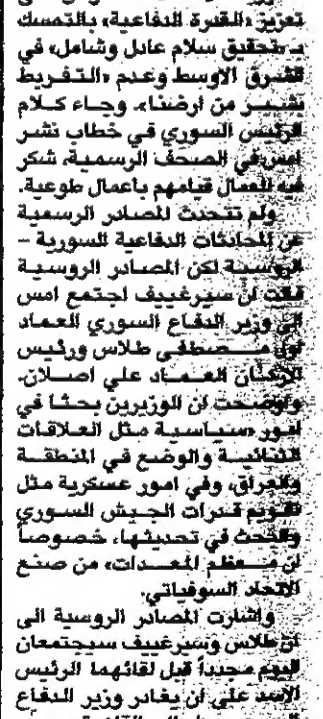 تعزيز «القدرة الدفاعية» بالتمسك
بـ «تحقيق سلام عادل وشامل» في
الشرق الاوسط وعدم «التفريط
بشبر من ارضنا». وجاء كلام
الرئيس السوري في خطاب نشر
امس في الصحف الرسمية، شكر
فيه للعمال قيامهم باعمال طوعية.
ولم تتحدث المصادر الرسمية
عن المحادثات الدفاعية السورية -
الروسية لكن المصادر الروسية
قالت ان سيرغييف اجتمع امس
الى وزير الدفاع السوري العماد
اول مصطفى طلاس ورئيس
الاركان العماد علي اصلان.
واوضحت ان الوزيرين بحثا في
امور «سياسية مثل العلاقات
الثنائية والوضع في المنطقة
والعراق، وفي امور عسكرية مثل
تقويم قدرات الجيش السوري
والبحث في تحديثها، خصوصاً
ان معظم المعدات» من صنع
الاتحاد السوفياتي.
واشارت المصادر الروسية الى
ان طلاس وسيرغييف سيجتمعان
اليوم مجدداً قبل لقائهما الرئيس
الاسد على ان يغادر وزير الدفاع